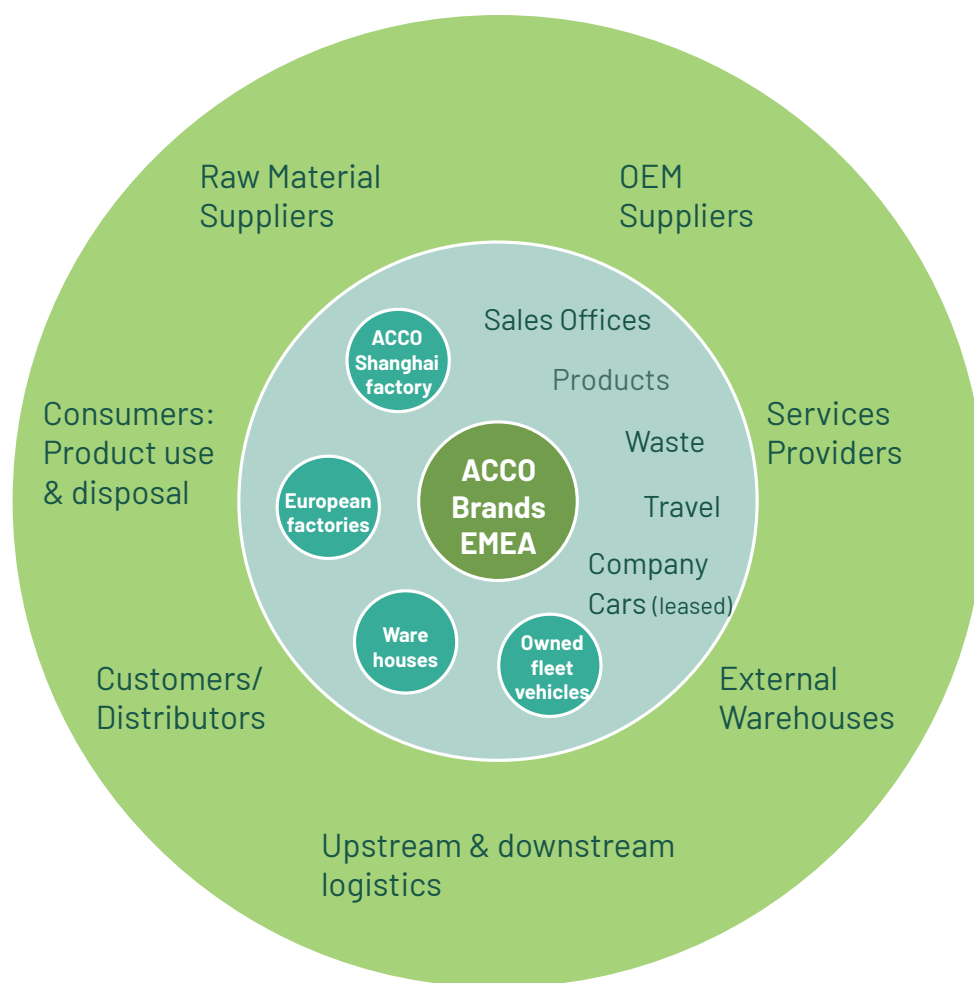 Raw Material
Suppliers
OEM
Suppliers
Sales Offices
ACCO
Shanghai
factory
Products
Consumers:
Product use
& disposal
Waste
Services
Providers
ACCO
Brands
EMEA
European
factories
Travel
Company
Cars (leased)
Ware
houses
Owned
fleet
vehicles
Customers/
Distributors
External
Warehouses
Upstream & downstream
logistics